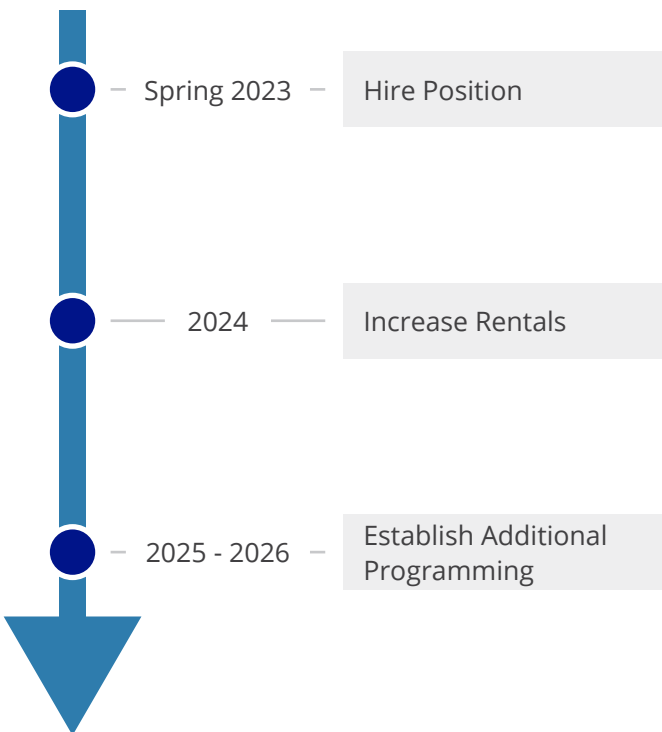 Spring 2023
Hire Position
2024
Increase Rentals
2025 - 2026
Establish Additional
Programming